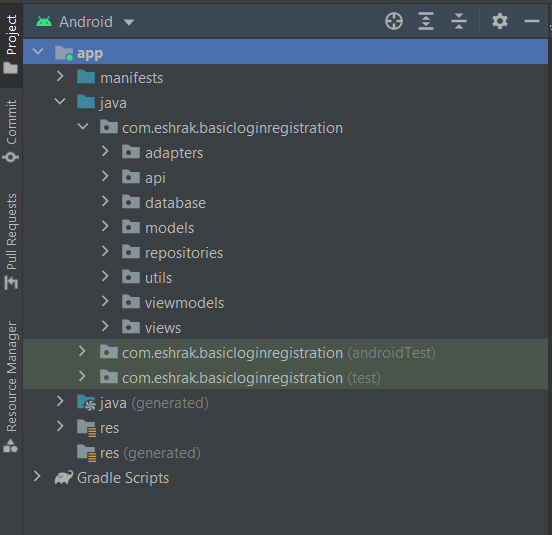 Project
Commit
Pull Requests
Resource Manager
Android
app
manifests
java
com.eshrak.basicloginregistration
adapters
api
database
models
repositories
utils
viewmodels
views
com.eshrak.basicloginregistration (androidTest)
com.eshrak.basicloginregistration (test)
java (generated)
res
res (generated)
Gradle Scripts